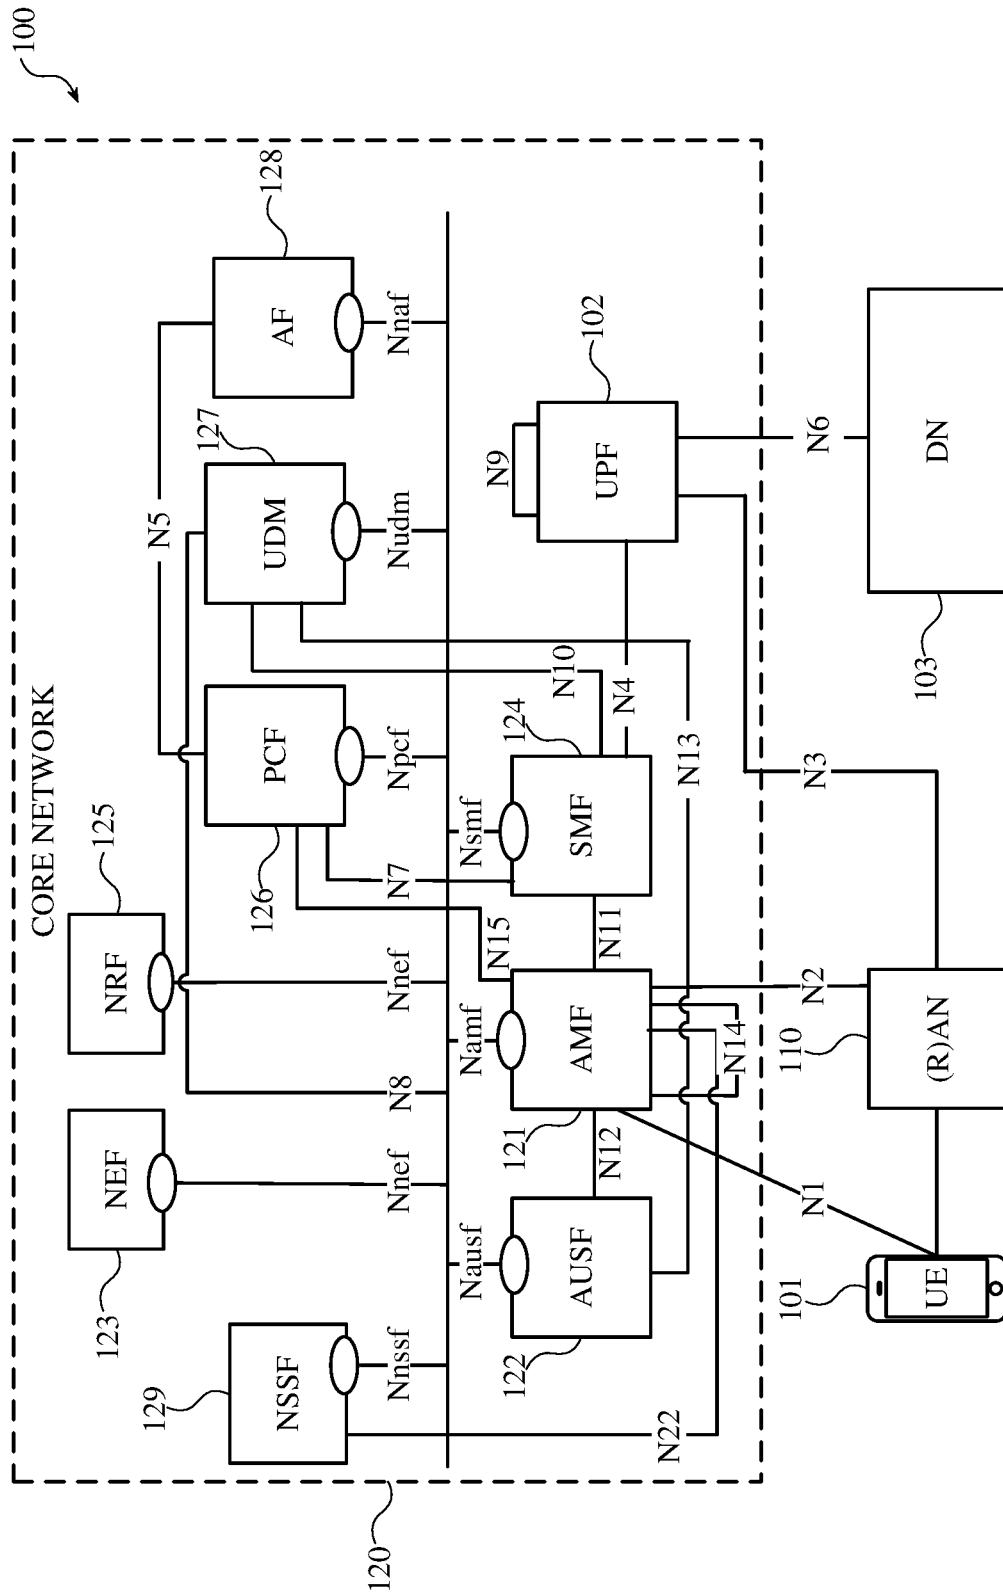 100
CORE NETWORK
123
NEF
NRF
125
129
NSSF
126
PCF
UDM
127
AF
128
N5
N8
Nnssf
Nnef
Nnef
Npcf
Nudm
Nnaf
N7
Nausf
Namf
N15
Nsmf
124
N9
102
122
AUSF
N12
121
AMF
N11
SMF
N10
N4
UPF
120
N22
N14
N13
N1
N2
N3
N6
101
UE
110
(R)AN
103
DN